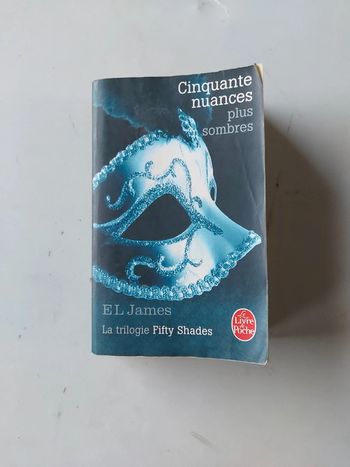 Cinquante
nuances
plus
sombres
E L James
La trilogie Fifty Shades
Le
Livre
de
Poche